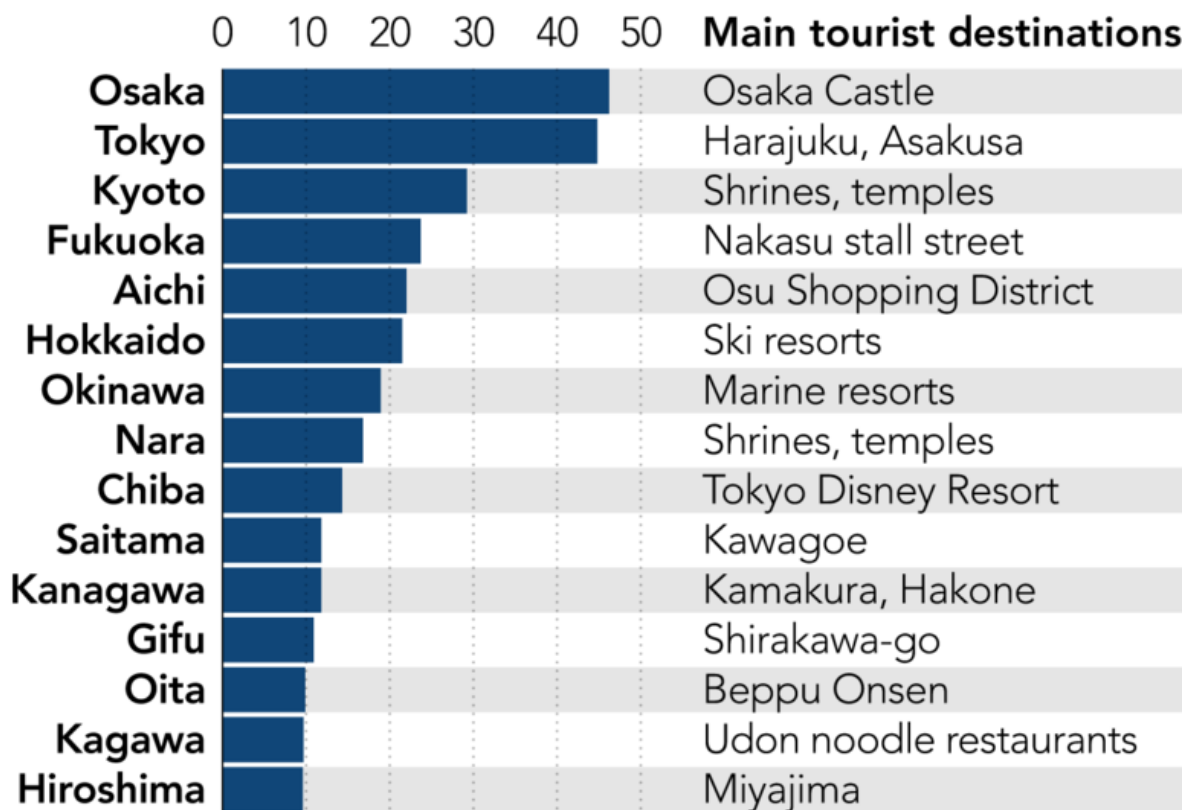 0 10 20 30 40 50 Main tourist destinations
Osaka Osaka Castle
Tokyo Harajuku, Asakusa
Kyoto Shrines, temples
Fukuoka Nakasu stall street
Aichi Osu Shopping District
Hokkaido Ski resorts
Okinawa Marine resorts
Nara Shrines, temples
Chiba Tokyo Disney Resort
Saitama Kawagoe
Kanagawa Kamakura, Hakone
Gifu Shirakawa-go
Oita Beppu Onsen
Kagawa Udon noodle restaurants
Hiroshima Miyajima